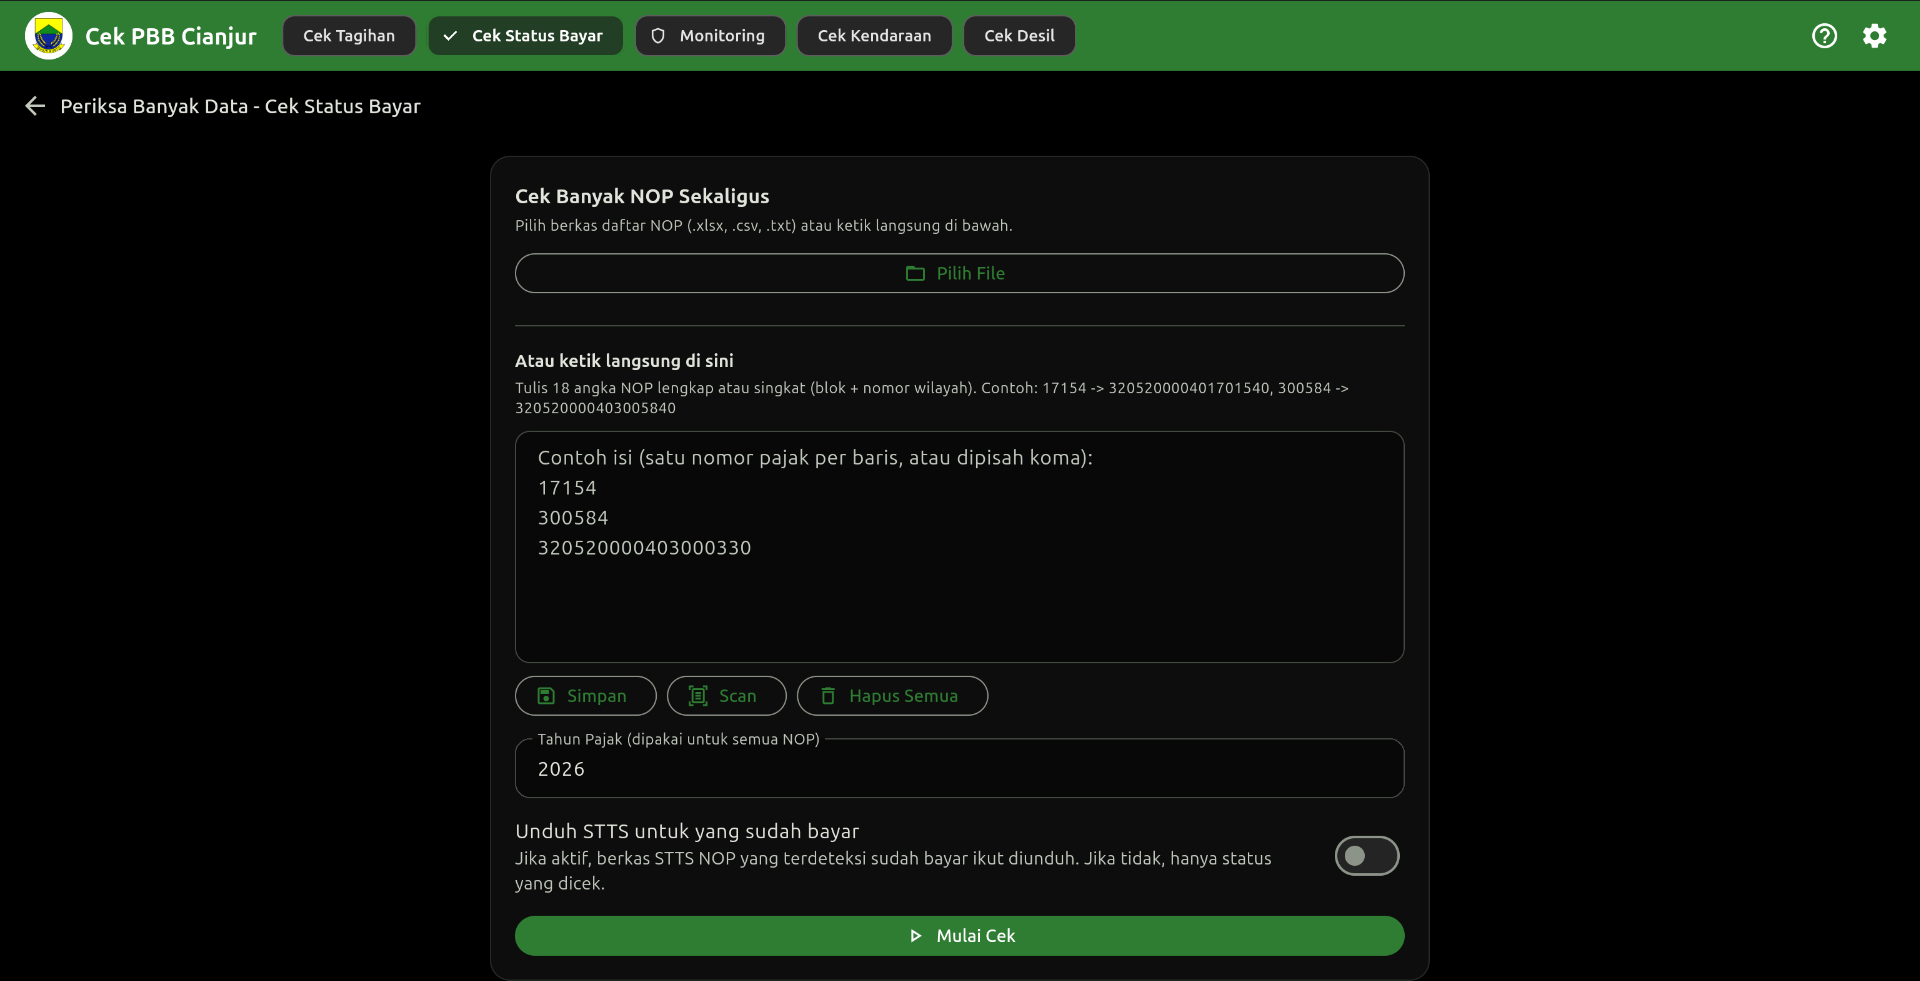 Cek PBB Cianjur
Cek Tagihan
Cek Status Bayar
Monitoring
Cek Kendaraan
Cek Desil
Periksa Banyak Data - Cek Status Bayar
Cek Banyak NOP Sekaligus
Pilih berkas daftar NOP (.xlsx, .csv, .txt) atau ketik langsung di bawah.
Pilih File
Atau ketik langsung di sini
Tulis 18 angka NOP lengkap atau singkat (blok + nomor wilayah). Contoh: 17154 -> 320520000401701540, 300584 ->
320520000403005840
Contoh isi (satu nomor pajak per baris, atau dipisah koma):
17154
300584
320520000403000330
Simpan
Scan
Hapus Semua
Tahun Pajak (dipakai untuk semua NOP)
2026
Unduh STTS untuk yang sudah bayar
Jika aktif, berkas STTS NOP yang terdeteksi sudah bayar ikut diunduh. Jika tidak, hanya status
yang dicek.
Mulai Cek